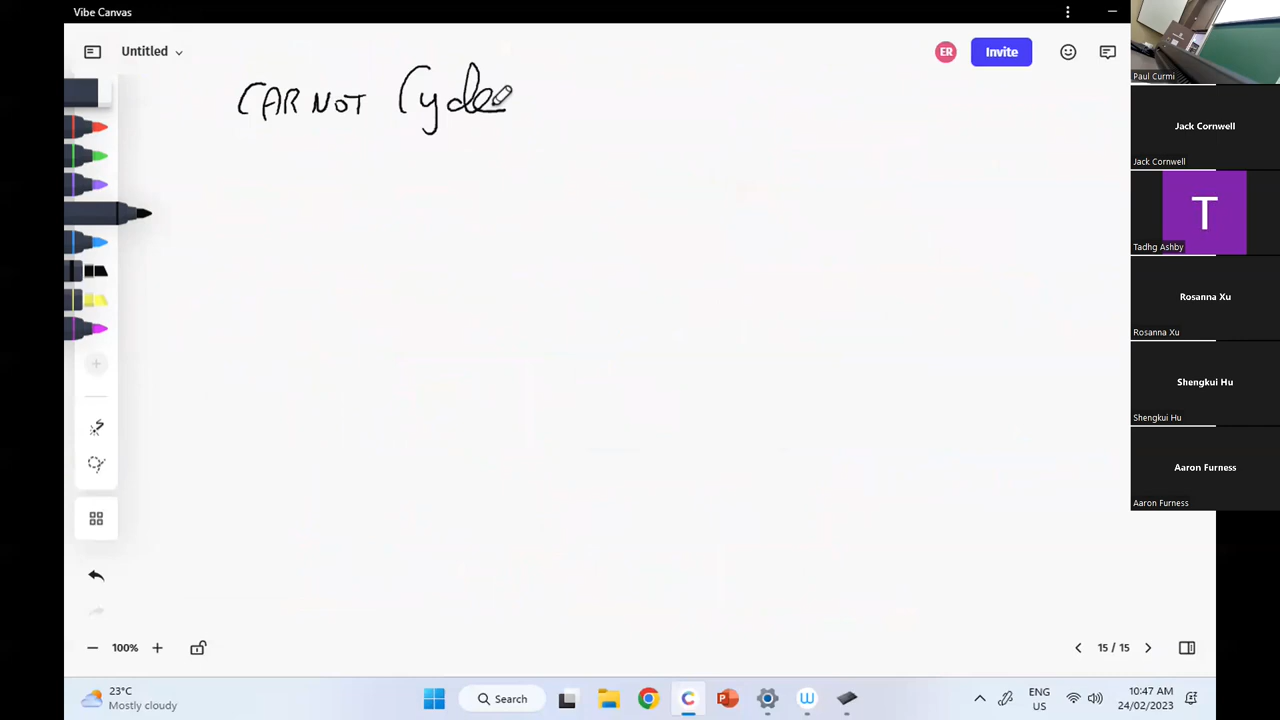 Vibe Canvas
Untitled
ER
Invite
CARNOT Cycle
Paul Curmi
Jack Cornwell
Jack Cornwell
T
Tadhg Ashby
Rosanna Xu
Rosanna Xu
Shengkui Hu
Shengkui Hu
Aaron Furness
Aaron Furness
100%
15 / 15
23°C
Mostly cloudy
Search
ENG
US
10:47 AM
24/02/2023